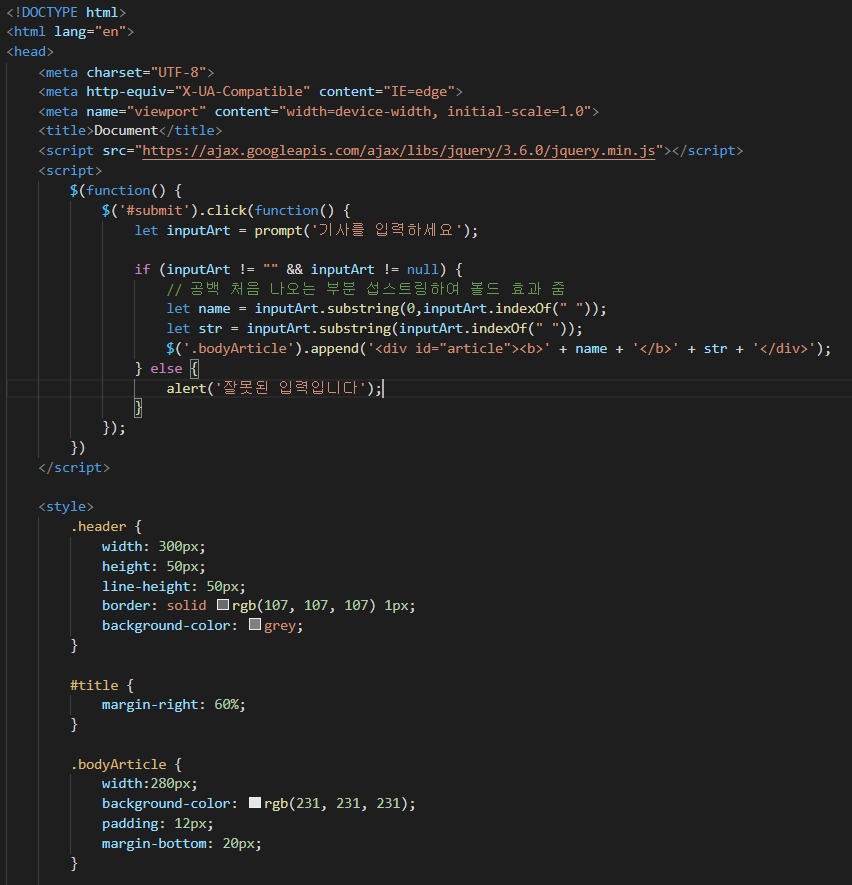 <!DOCTYPE html>
<html lang="en">
<head>
    <meta charset="UTF-8">
    <meta http-equiv="X-UA-Compatible" content="IE=edge">
    <meta name="viewport" content="width=device-width, initial-scale=1.0">
    <title>Document</title>
    <script src="https://ajax.googleapis.com/ajax/libs/jquery/3.6.0/jquery.min.js"></script>
    <script>
        $(function() {
            $('#submit').click(function() {
                let inputArt = prompt('기사를 입력하세요');

                if (inputArt != "" && inputArt != null) {
                    // 공백 처음 나오는 부분 섭스트링하여 볼드 효과 줌
                    let name = inputArt.substring(0,inputArt.indexOf(" "));
                    let str = inputArt.substring(inputArt.indexOf(" "));
                    $('.bodyArticle').append('<div id="article"><b>' + name + '</b>' + str + '</div>');
                } else {
                    alert('잘못된 입력입니다');
                }
            });
        })
    </script>

    <style>
        .header {
            width: 300px;
            height: 50px;
            line-height: 50px;
            border: solid rgb(107, 107, 107) 1px;
            background-color: grey;
        }

        #title {
            margin-right: 60%;
        }

        .bodyArticle {
            width:280px;
            background-color: rgb(231, 231, 231);
            padding: 12px;
            margin-bottom: 20px;
        }